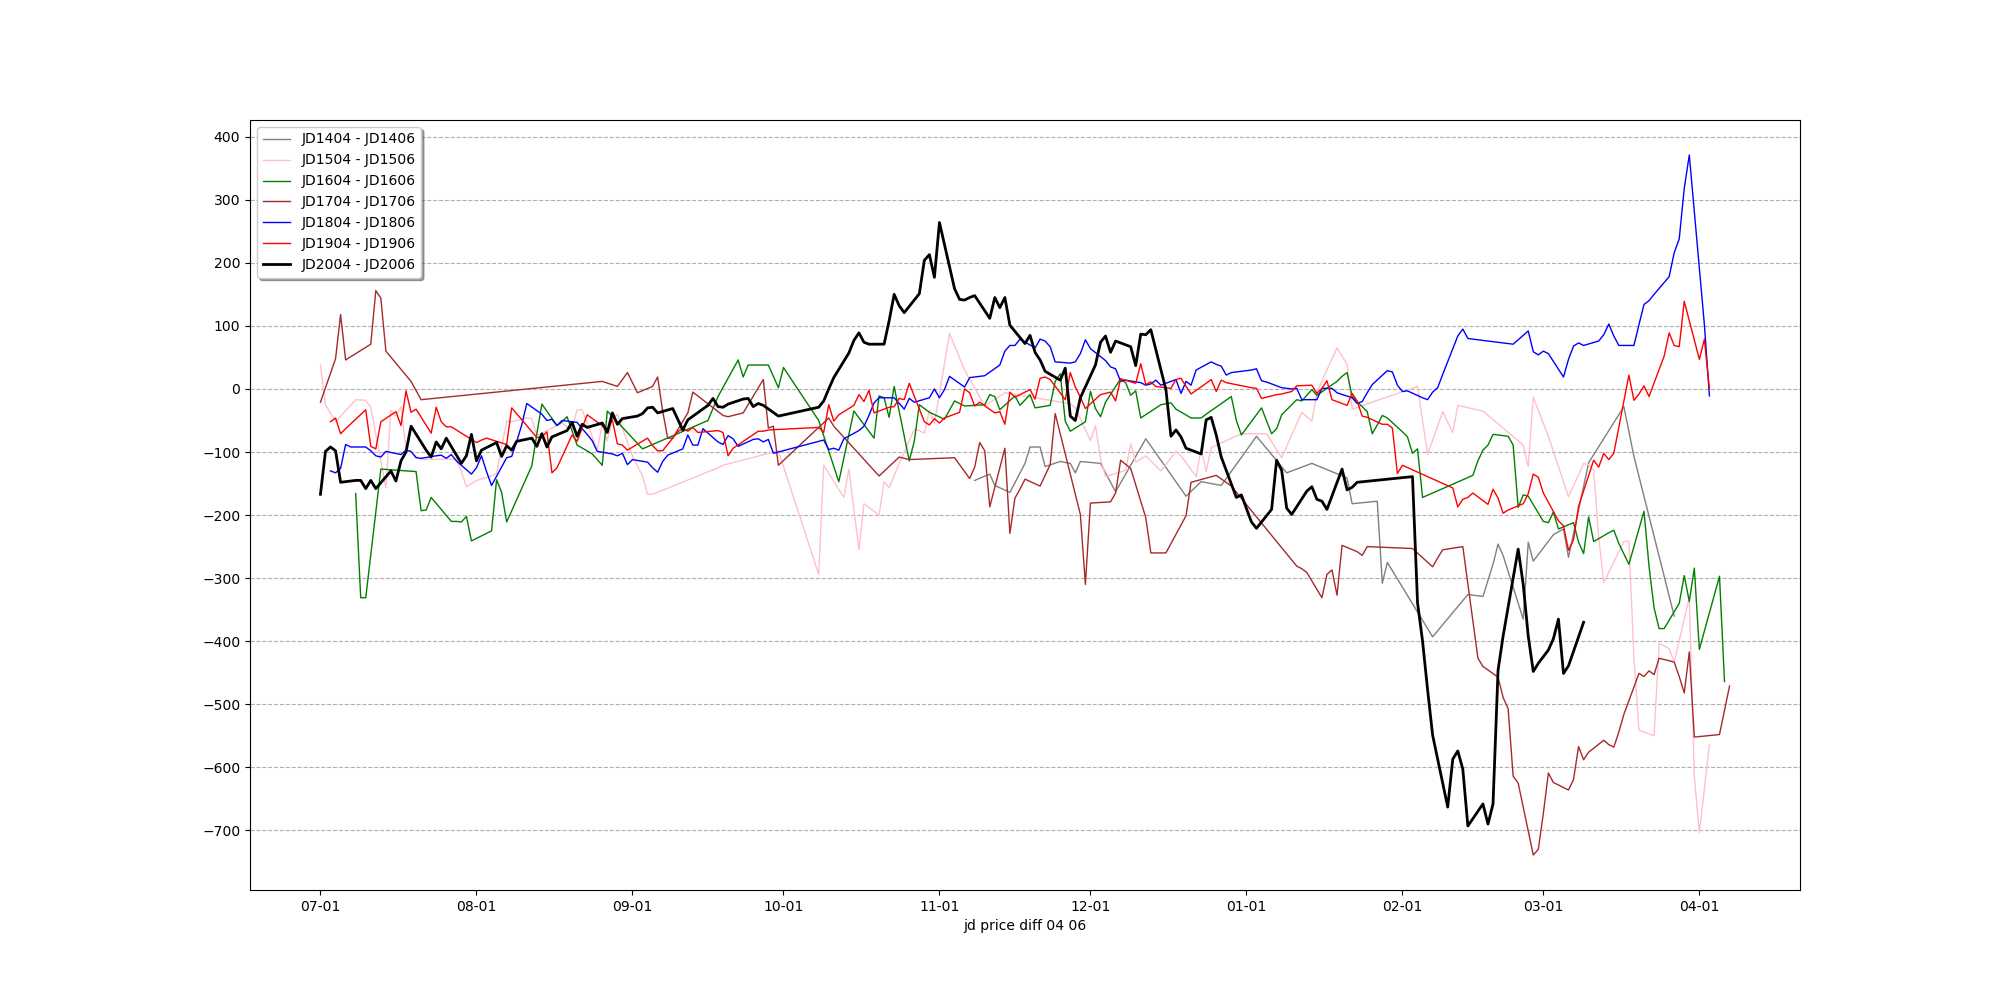 JD1404 - JD1406
JD1504 - JD1506
JD1604 - JD1606
JD1704 - JD1706
JD1804 - JD1806
JD1904 - JD1906
JD2004 - JD2006
400
300
200
100
0
−100
−200
−300
−400
−500
−600
−700
07-01 08-01 09-01 10-01 11-01 12-01 01-01 02-01 03-01 04-01
jd price diff 04 06